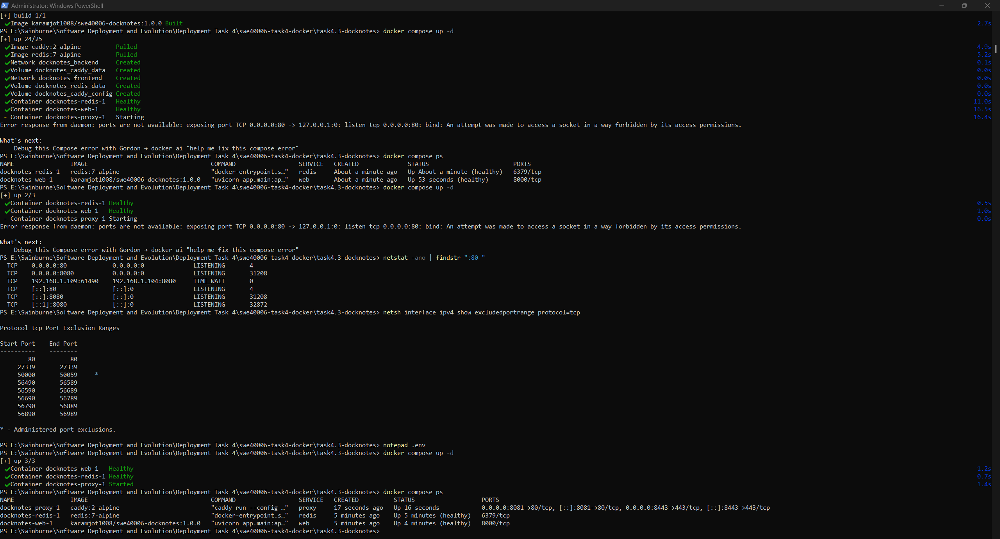 Administrator: Windows PowerShell
[+] build 1/1
✔Image karamjot1008/swe40006-docknotes:1.0.0 Built 2.7s
PS E:\Swinburne\Software Deployment and Evolution\Deployment Task 4\swe40006-task4-docker\task4.3-docknotes> docker compose up -d
[+] up 24/25
✔Image caddy:2-alpine Pulled 4.9s
✔Image redis:7-alpine Pulled 5.2s
✔Network docknotes_backend Created 0.1s
✔Volume docknotes_caddy_data Created 0.0s
✔Network docknotes_frontend Created 0.0s
✔Volume docknotes_redis_data Created 0.0s
✔Volume docknotes_caddy_config Created 0.0s
✔Container docknotes-redis-1 Healthy 11.0s
✔Container docknotes-web-1 Healthy 16.5s
- Container docknotes-proxy-1 Starting 16.4s
Error response from daemon: ports are not available: exposing port TCP 0.0.0.0:80 -> 127.0.0.1:0: listen tcp 0.0.0.0:80: bind: An attempt was made to access a socket in a way forbidden by its access permissions.
What's next:
Debug this Compose error with Gordon → docker ai "help me fix this compose error"
PS E:\Swinburne\Software Deployment and Evolution\Deployment Task 4\swe40006-task4-docker\task4.3-docknotes> docker compose ps
NAME IMAGE COMMAND SERVICE CREATED STATUS PORTS
docknotes-redis-1 redis:7-alpine "docker-entrypoint.s…" redis About a minute ago Up About a minute (healthy) 6379/tcp
docknotes-web-1 karamjot1008/swe40006-docknotes:1.0.0 "uvicorn app.main:ap…" web About a minute ago Up 53 seconds (healthy) 8000/tcp
PS E:\Swinburne\Software Deployment and Evolution\Deployment Task 4\swe40006-task4-docker\task4.3-docknotes> docker compose up -d
[+] up 2/3
✔Container docknotes-redis-1 Healthy 0.5s
✔Container docknotes-web-1 Healthy 1.0s
- Container docknotes-proxy-1 Starting 0.0s
Error response from daemon: ports are not available: exposing port TCP 0.0.0.0:80 -> 127.0.0.1:0: listen tcp 0.0.0.0:80: bind: An attempt was made to access a socket in a way forbidden by its access permissions.
What's next:
Debug this Compose error with Gordon → docker ai "help me fix this compose error"
PS E:\Swinburne\Software Deployment and Evolution\Deployment Task 4\swe40006-task4-docker\task4.3-docknotes> netstat -ano | findstr ":80 "
TCP 0.0.0.0:80 0.0.0.0:0 LISTENING 4
TCP 0.0.0.0:8080 0.0.0.0:0 LISTENING 31208
TCP 192.168.1.109:61490 192.168.1.104:8080 TIME_WAIT 0
TCP [::]:80 [::]:0 LISTENING 4
TCP [::]:8080 [::]:0 LISTENING 31208
TCP [::1]:8080 [::]:0 LISTENING 32872
PS E:\Swinburne\Software Deployment and Evolution\Deployment Task 4\swe40006-task4-docker\task4.3-docknotes> netsh interface ipv4 show excludedportrange protocol=tcp
Protocol tcp Port Exclusion Ranges
Start Port End Port
---------- --------
80 80
27339 27339
50000 50059 *
56490 56589
56590 56689
56690 56789
56790 56889
56890 56989
* - Administered port exclusions.
PS E:\Swinburne\Software Deployment and Evolution\Deployment Task 4\swe40006-task4-docker\task4.3-docknotes> notepad .env
PS E:\Swinburne\Software Deployment and Evolution\Deployment Task 4\swe40006-task4-docker\task4.3-docknotes> docker compose up -d
[+] up 3/3
✔Container docknotes-web-1 Healthy 1.2s
✔Container docknotes-redis-1 Healthy 0.7s
✔Container docknotes-proxy-1 Started 1.4s
PS E:\Swinburne\Software Deployment and Evolution\Deployment Task 4\swe40006-task4-docker\task4.3-docknotes> docker compose ps
NAME IMAGE COMMAND SERVICE CREATED STATUS PORTS
docknotes-proxy-1 caddy:2-alpine "caddy run --config …" proxy 17 seconds ago Up 16 seconds 0.0.0.0:8081->80/tcp, [::]:8081->80/tcp, 0.0.0.0:8443->443/tcp, [::]:8443->443/tcp
docknotes-redis-1 redis:7-alpine "docker-entrypoint.s…" redis 5 minutes ago Up 5 minutes (healthy) 6379/tcp
docknotes-web-1 karamjot1008/swe40006-docknotes:1.0.0 "uvicorn app.main:ap…" web 5 minutes ago Up 4 minutes (healthy) 8000/tcp
PS E:\Swinburne\Software Deployment and Evolution\Deployment Task 4\swe40006-task4-docker\task4.3-docknotes>